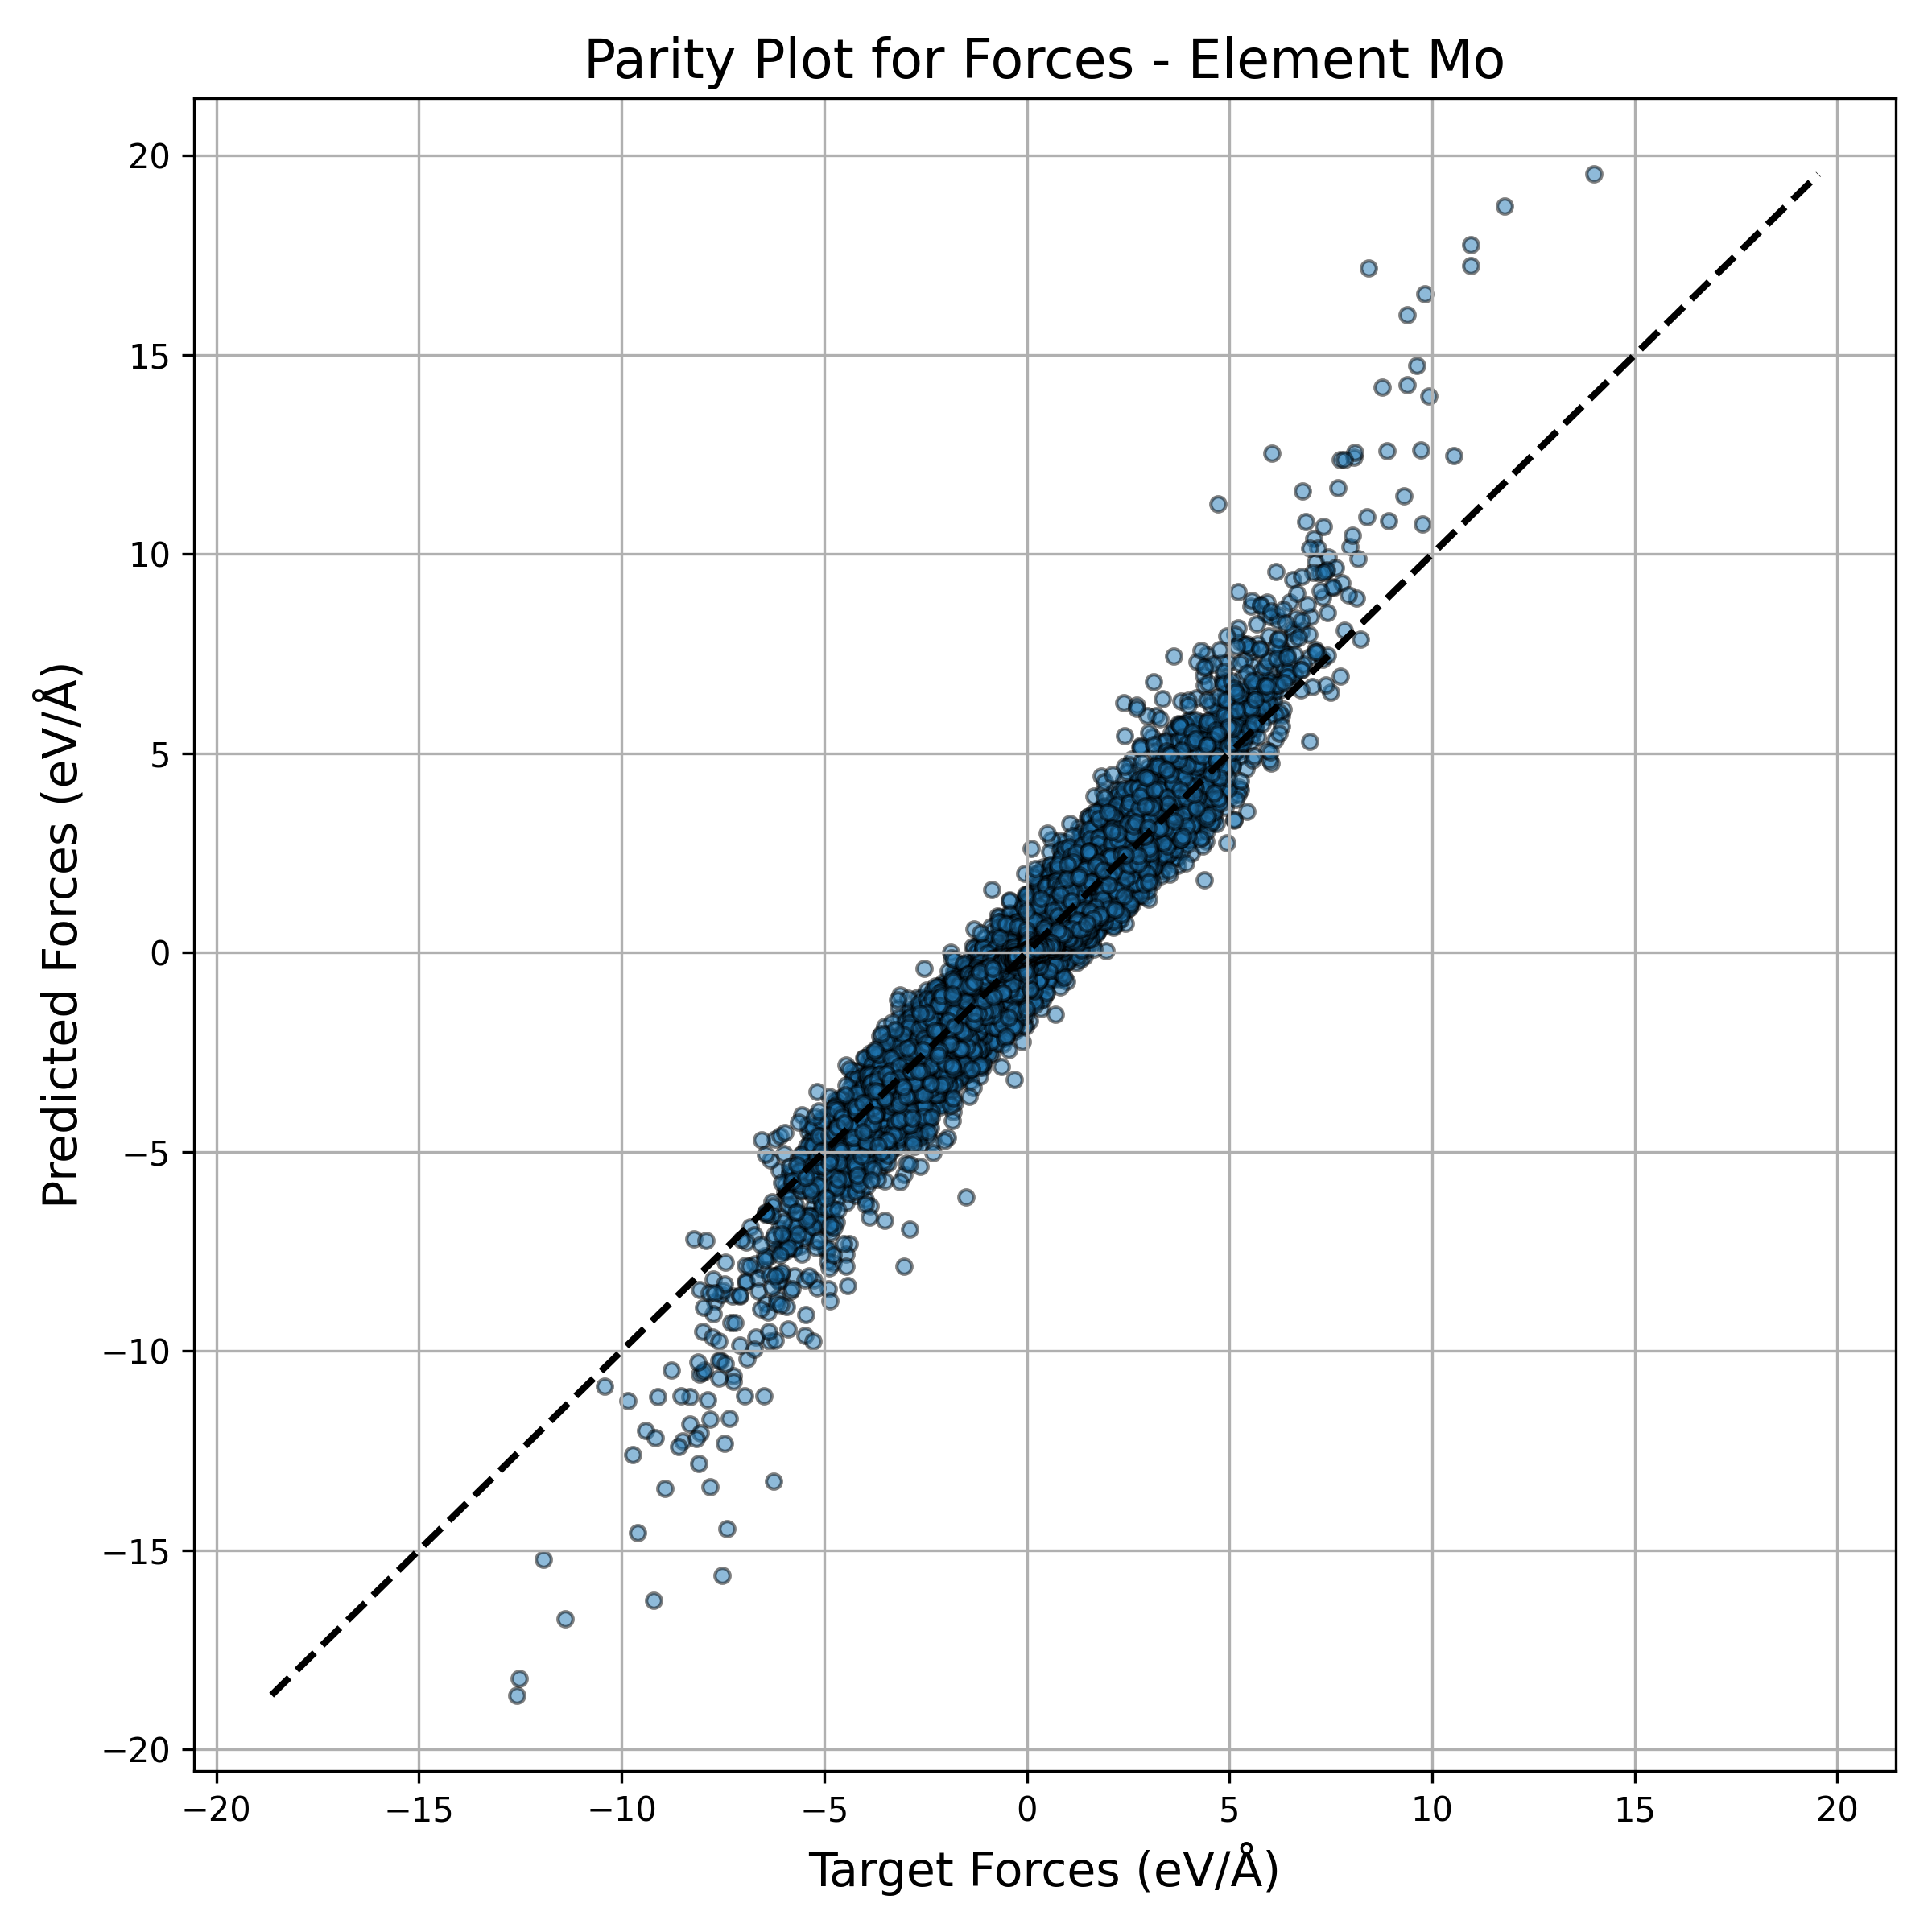 Parity Plot for Forces - Element Mo
20
15
10
5
0
−5
−10
−15
−20
Predicted Forces (eV/Å)
−20 −15 −10 −5 0 5 10 15 20
Target Forces (eV/Å)